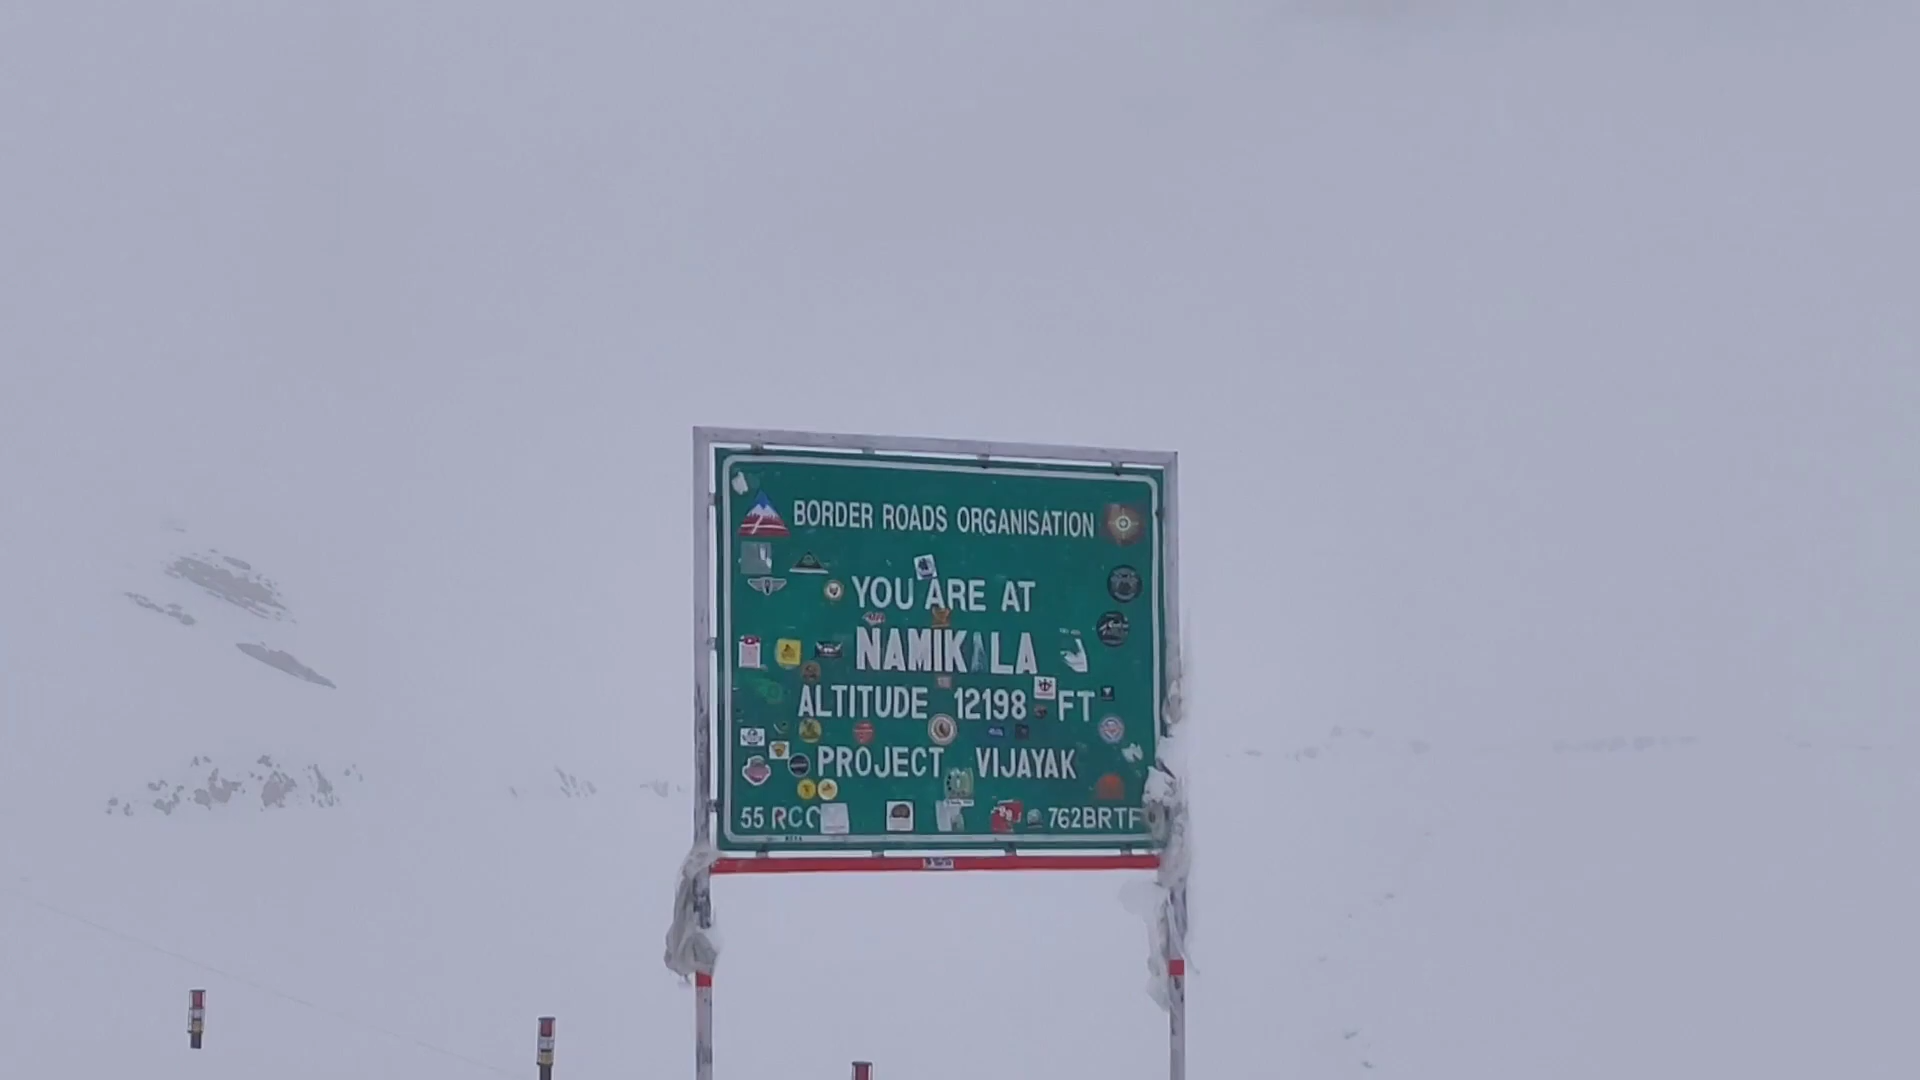 BORDER ROADS ORGANISATION
YOU ARE AT
NAMIKALA
ALTITUDE 12198 FT
PROJECT VIJAYAK
55 RCC 762BRTF